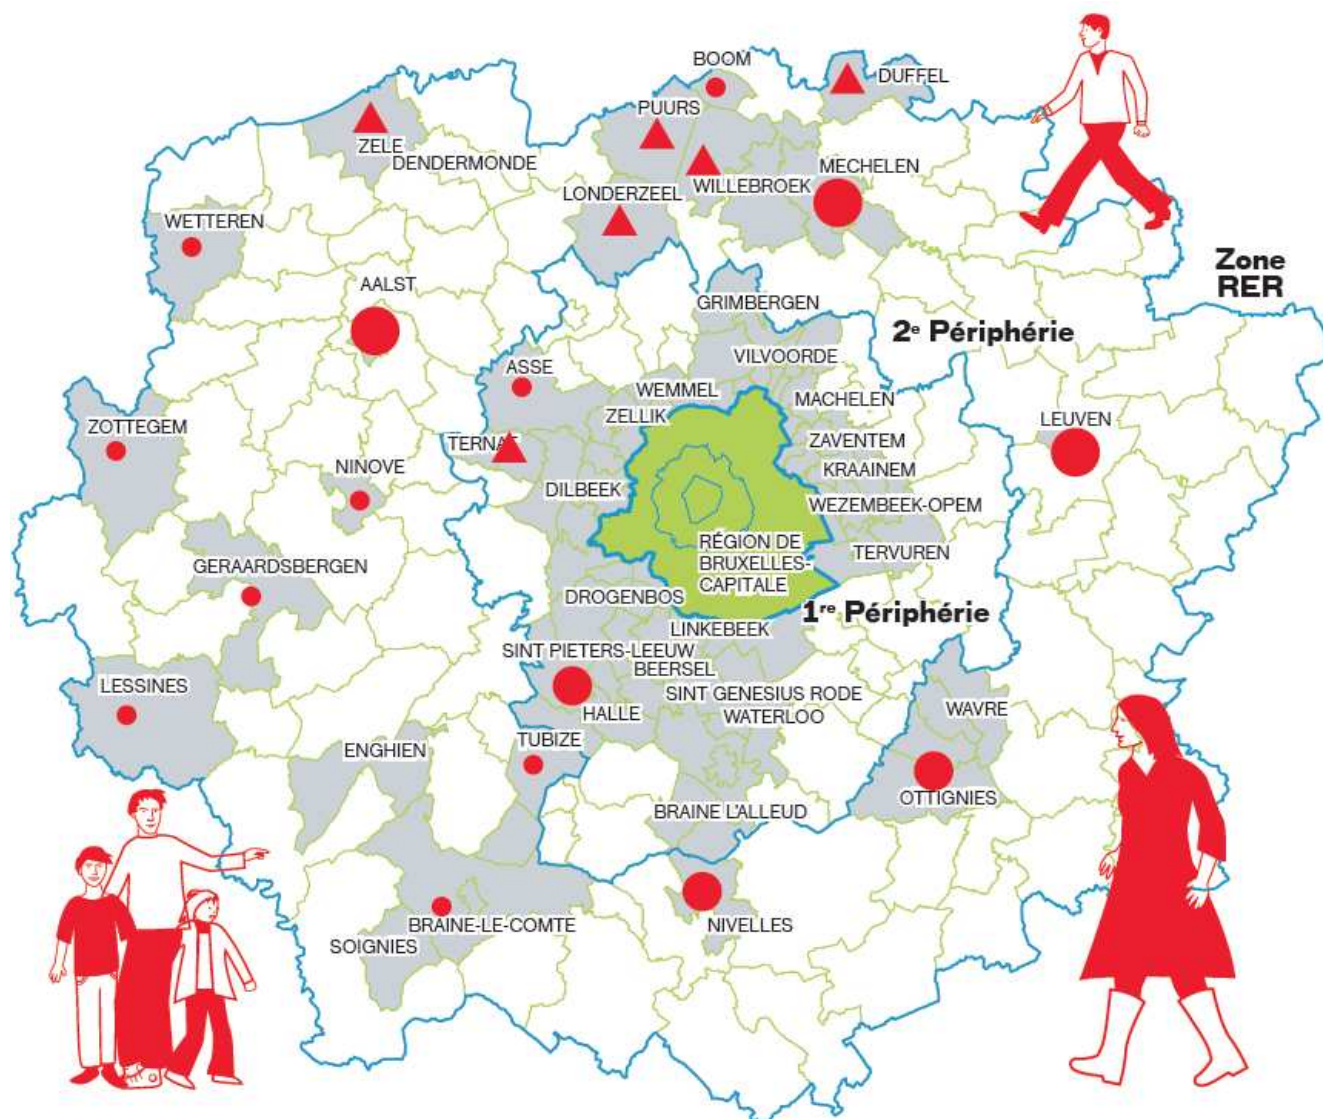 BOOM
DUFFEL
PUURS
ZELE
DENDERMONDE
MECHELEN
WILLEBROEK
LONDERZEEL
WETTEREN
Zone
RER
AALST
GRIMBERGEN
2e Périphérie
VILVOORDE
ASSE
WEMMEL
MACHELEN
ZELLIK
LEUVEN
ZOTTEGEM
TERNAT
ZAVENTEM
NINOVE
KRAAINEM
DILBEEK
WEZEMBEEK-OPEM
RÉGION DE
BRUXELLES-
CAPITALE
TERVUREN
GERAARDSBERGEN
DROGENBOS
1re Périphérie
LINKEBEEK
SINT PIETERS-LEEUW
BEERSEL
LESSINES
SINT GENESIUS RODE
WAVRE
HALLE
WATERLOO
TUBIZE
ENGHIEN
OTTIGNIES
BRAINE L'ALLEUD
BRAINE-LE-COMTE
NIVELLES
SOIGNIES